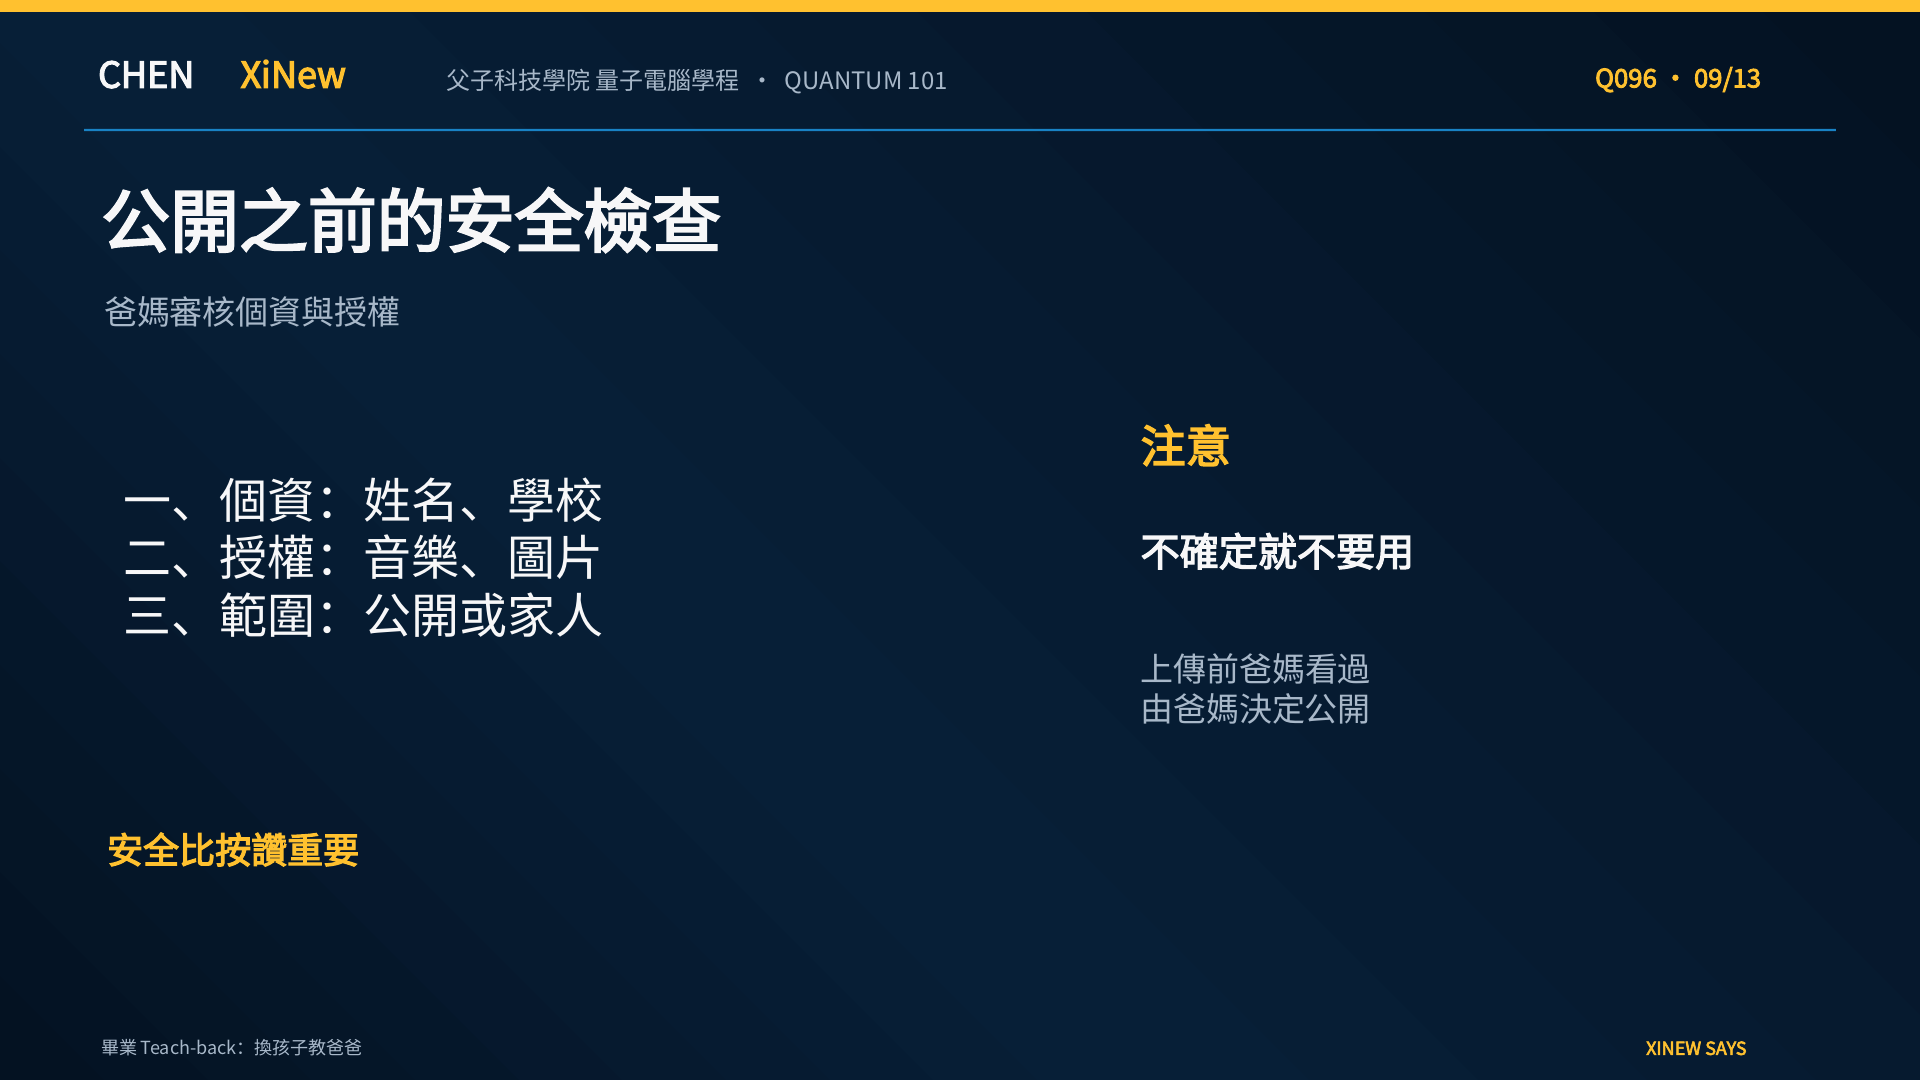 CHEN XiNew 父子科技學院 量子電腦學程 • QUANTUM 101 Q096 • 09/13
公開之前的安全檢查
爸媽審核個資與授權
一、個資：姓名、學校
二、授權：音樂、圖片
三、範圍：公開或家人
注意
不確定就不要用
上傳前爸媽看過
由爸媽決定公開
安全比按讚重要
畢業 Teach-back：換孩子教爸爸
XINEW SAYS